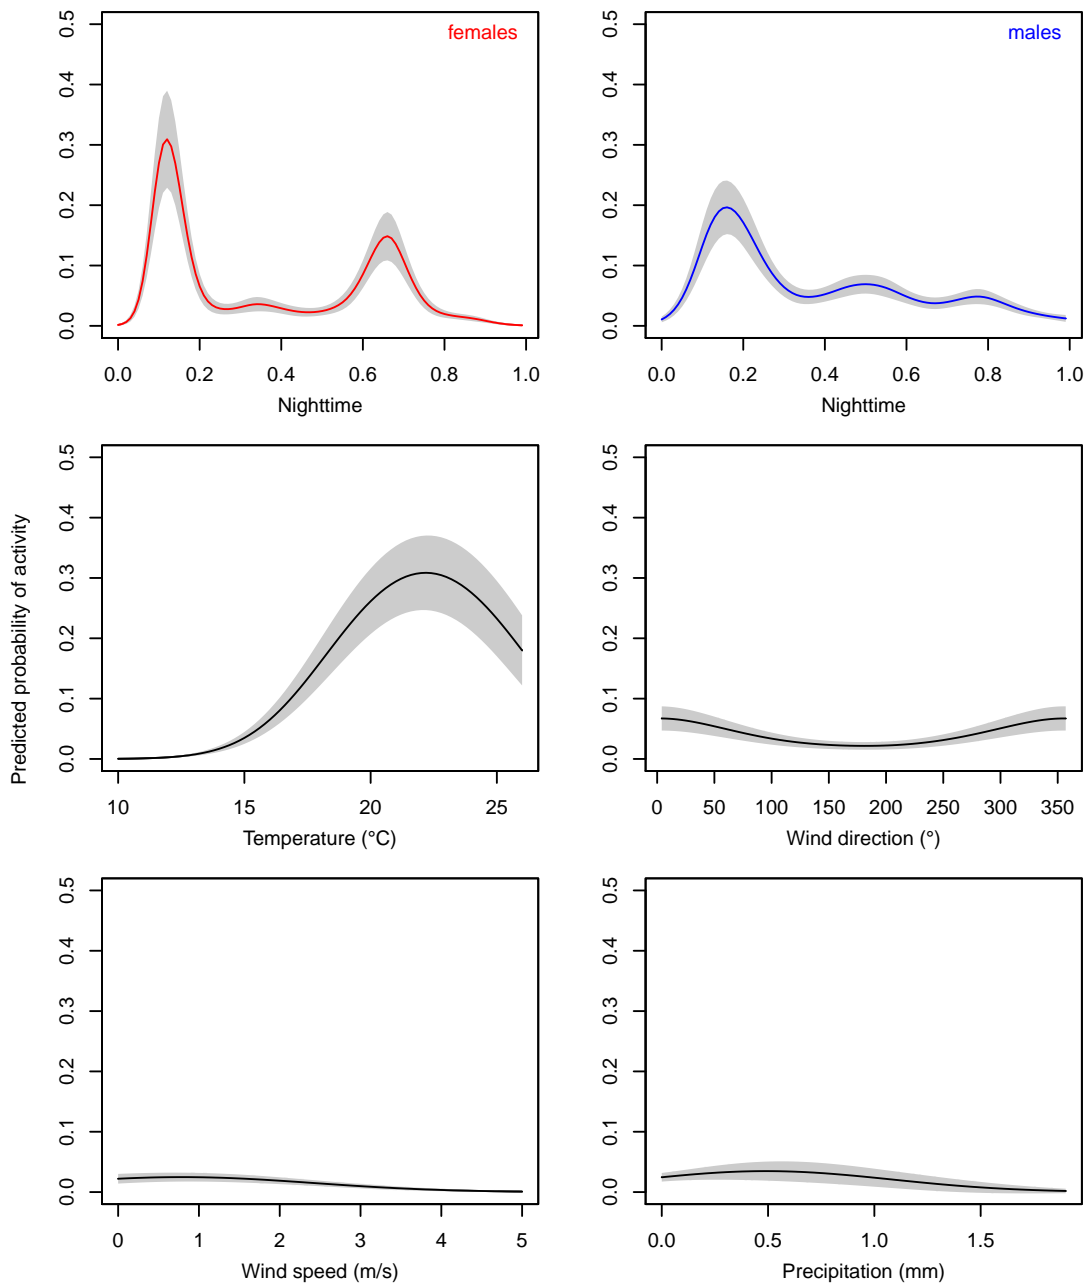 females
0.0 0.1 0.2 0.3 0.4 0.5
0.0 0.2 0.4 0.6 0.8 1.0
Nighttime
males
0.0 0.1 0.2 0.3 0.4 0.5
0.0 0.2 0.4 0.6 0.8 1.0
Nighttime
Predicted probability of activity
0.0 0.1 0.2 0.3 0.4 0.5
10 15 20 25
Temperature (°C)
0.0 0.1 0.2 0.3 0.4 0.5
0 50 100 150 200 250 300 350
Wind direction (°)
0.0 0.1 0.2 0.3 0.4 0.5
0 1 2 3 4 5
Wind speed (m/s)
0.0 0.1 0.2 0.3 0.4 0.5
0.0 0.5 1.0 1.5
Precipitation (mm)